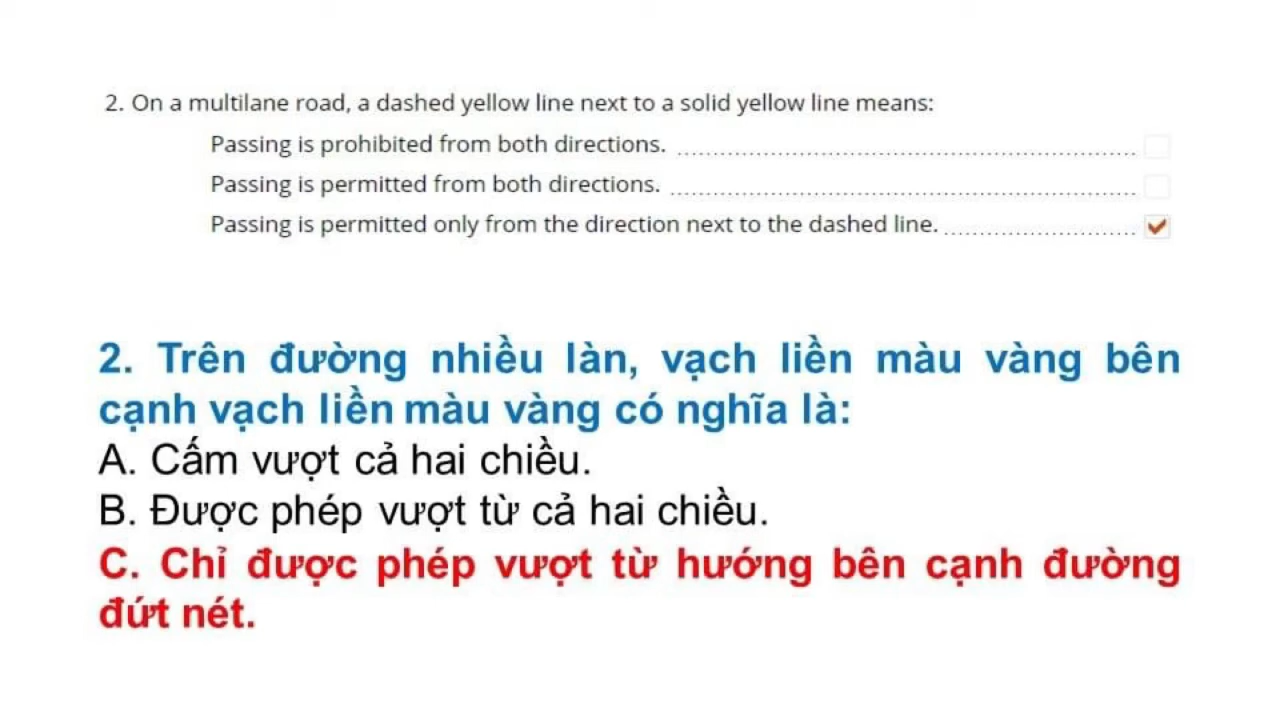 2. On a multilane road, a dashed yellow line next to a solid yellow line means:
Passing is prohibited from both directions.
Passing is permitted from both directions.
Passing is permitted only from the direction next to the dashed line.
2. Trên đường nhiều làn, vạch liền màu vàng bên
cạnh vạch liền màu vàng có nghĩa là:
A. Cấm vượt cả hai chiều.
B. Được phép vượt từ cả hai chiều.
C. Chỉ được phép vượt từ hướng bên cạnh đường
đứt nét.